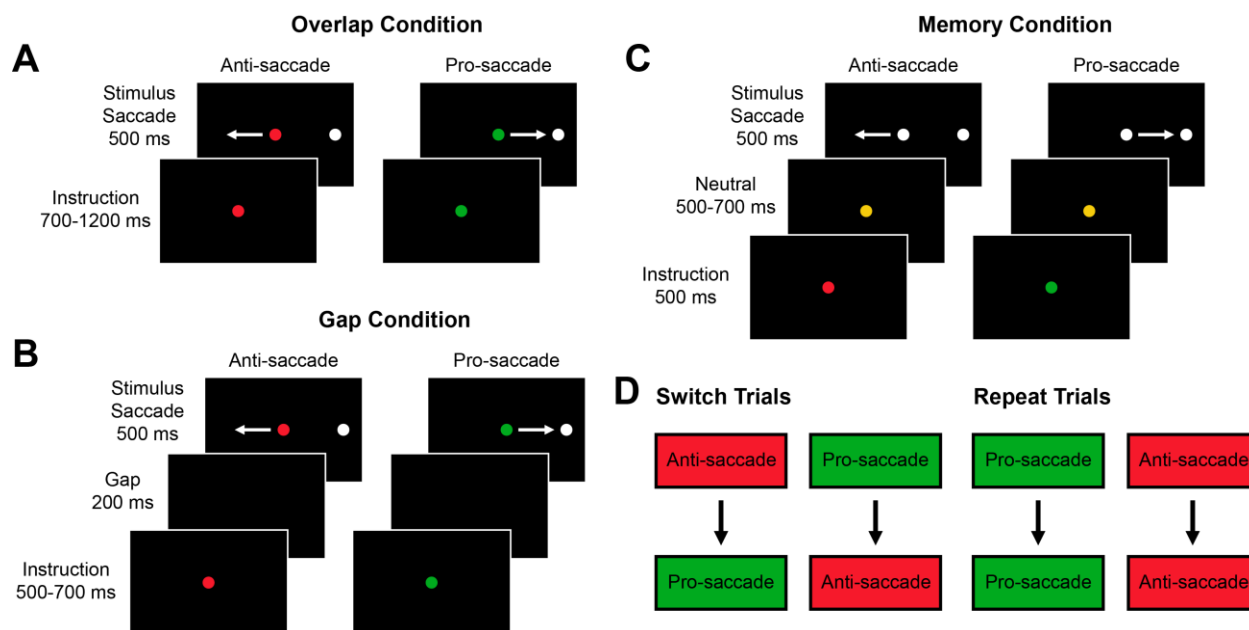 Overlap Condition
A
Anti-saccade
Pro-saccade
Stimulus
Saccade
500 ms
Instruction
700-1200 ms
Gap Condition
B
Anti-saccade
Pro-saccade
Stimulus
Saccade
500 ms
Gap
200 ms
Instruction
500-700 ms
Memory Condition
C
Anti-saccade
Pro-saccade
Stimulus
Saccade
500 ms
Neutral
500-700 ms
Instruction
500 ms
D
Switch Trials
Repeat Trials
Anti-saccade
Pro-saccade
Pro-saccade
Anti-saccade
Pro-saccade
Anti-saccade
Pro-saccade
Anti-saccade